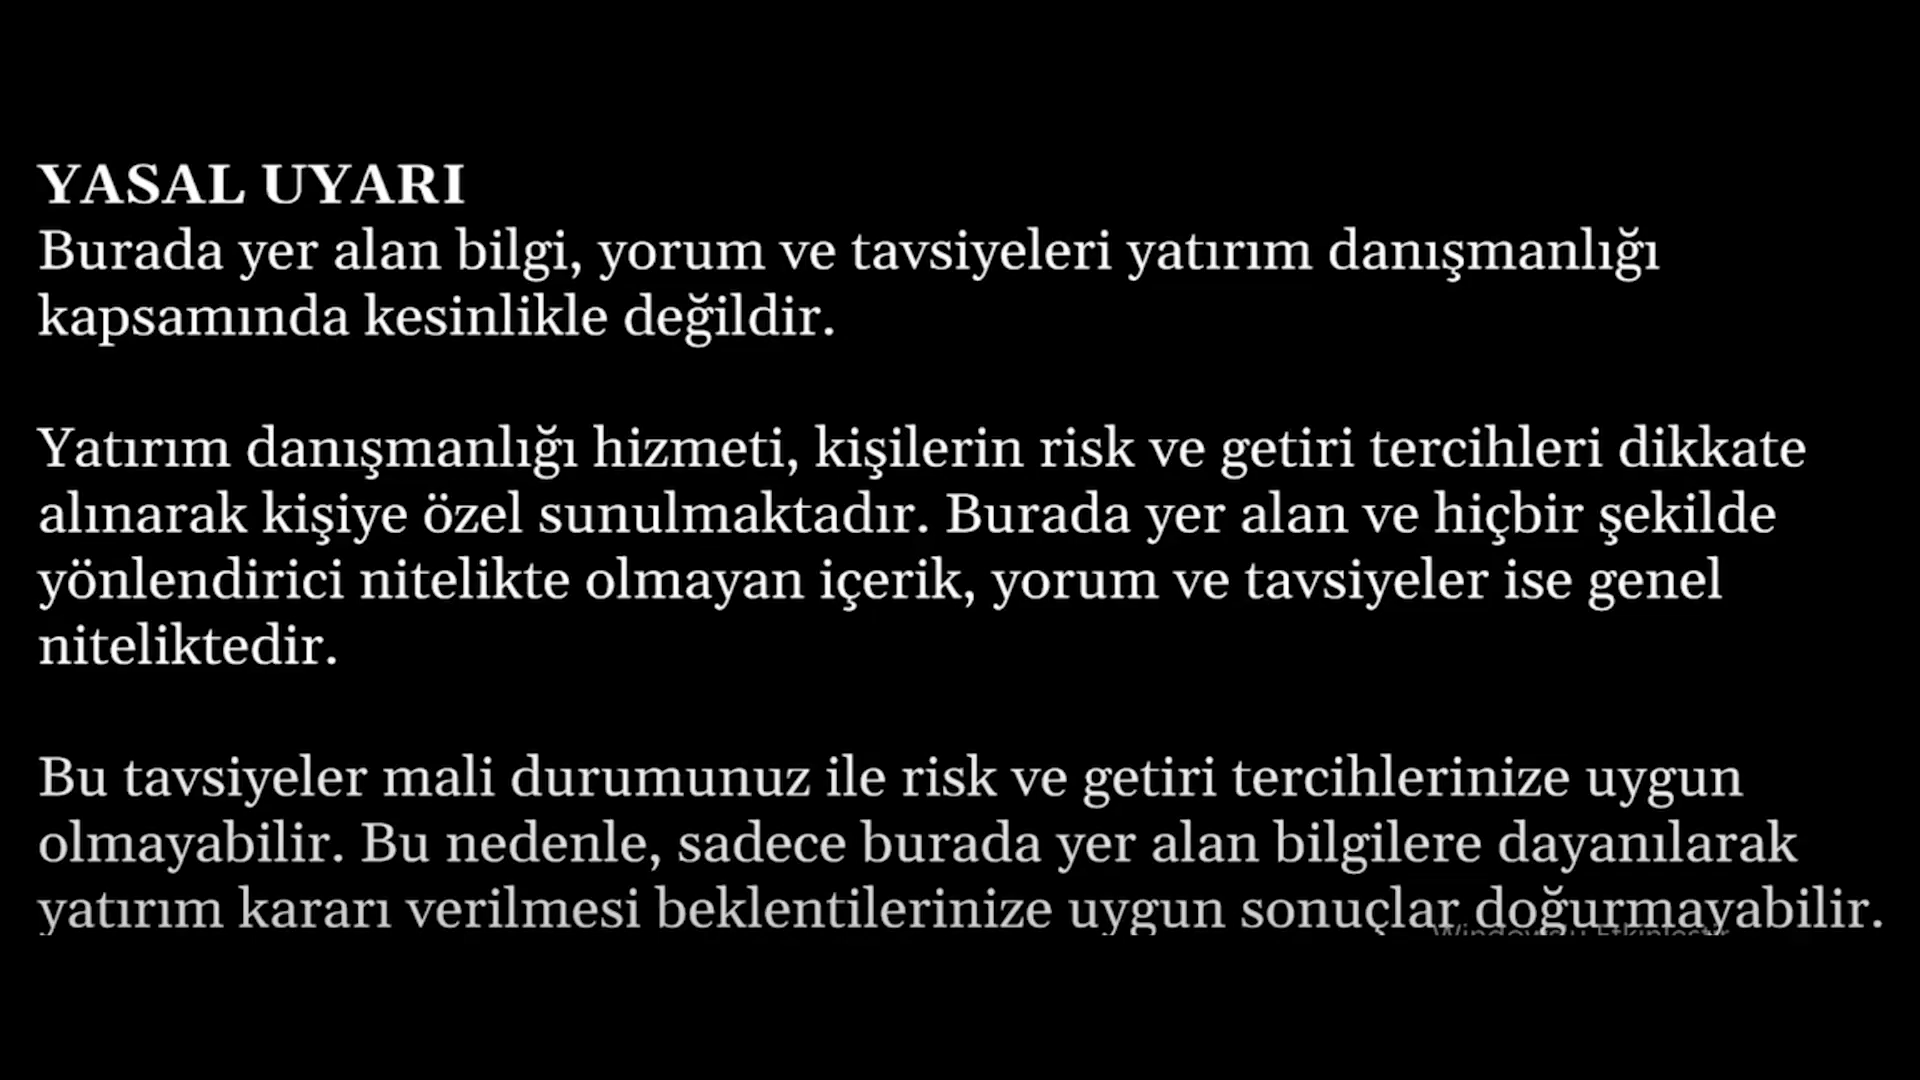 YASAL UYARI
Burada yer alan bilgi, yorum ve tavsiyeleri yatırım danışmanlığı
kapsamında kesinlikle değildir.
Yatırım danışmanlığı hizmeti, kişilerin risk ve getiri tercihleri dikkate
alınarak kişiye özel sunulmaktadır. Burada yer alan ve hiçbir şekilde
yönlendirici nitelikte olmayan içerik, yorum ve tavsiyeler ise genel
niteliktedir.
Bu tavsiyeler mali durumunuz ile risk ve getiri tercihlerinize uygun
olmayabilir. Bu nedenle, sadece burada yer alan bilgilere dayanılarak
yatırım kararı verilmesi beklentilerinize uygun sonuçlar doğurmayabilir.